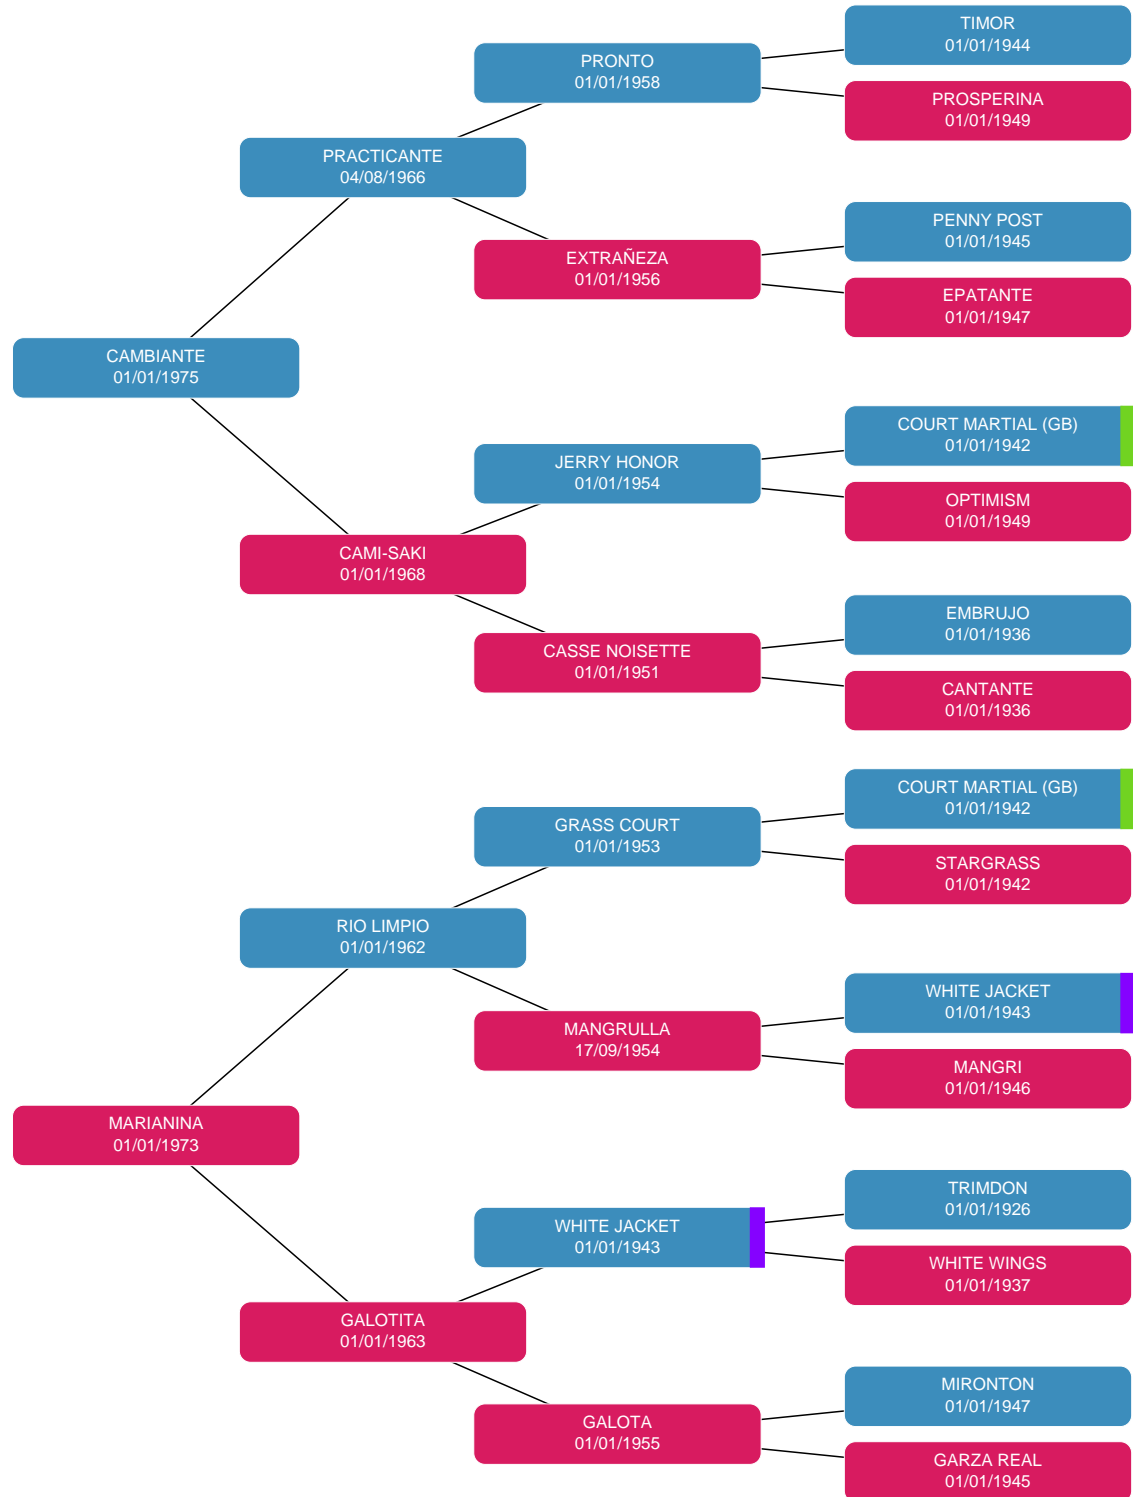 TIMOR
01/01/1944
PRONTO
01/01/1958
PROSPERINA
01/01/1949
PRACTICANTE
04/08/1966
PENNY POST
01/01/1945
EXTRAÑEZA
01/01/1956
EPATANTE
01/01/1947
CAMBIANTE
01/01/1975
COURT MARTIAL (GB)
01/01/1942
JERRY HONOR
01/01/1954
OPTIMISM
01/01/1949
CAMI-SAKI
01/01/1968
EMBRUJO
01/01/1936
CASSE NOISETTE
01/01/1951
CANTANTE
01/01/1936
COURT MARTIAL (GB)
01/01/1942
GRASS COURT
01/01/1953
STARGRASS
01/01/1942
RIO LIMPIO
01/01/1962
WHITE JACKET
01/01/1943
MANGRULLA
17/09/1954
MANGRI
01/01/1946
MARIANINA
01/01/1973
TRIMDON
01/01/1926
WHITE JACKET
01/01/1943
WHITE WINGS
01/01/1937
GALOTITA
01/01/1963
MIRONTON
01/01/1947
GALOTA
01/01/1955
GARZA REAL
01/01/1945